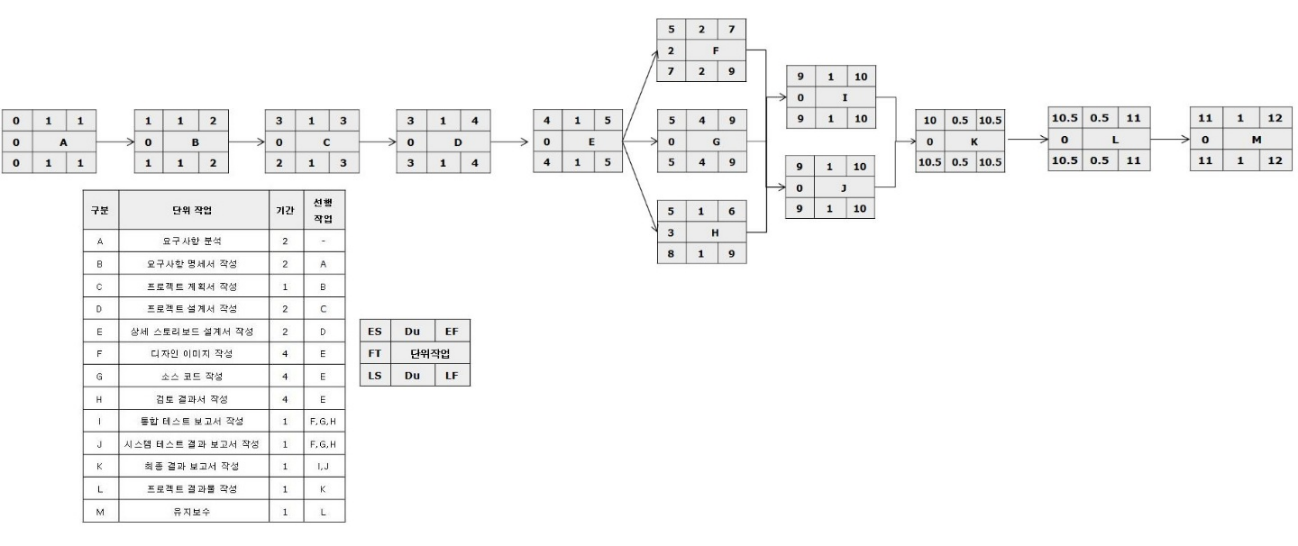 5 2 7
2 F
7 2 9
9 1 10
0 I
9 1 10
0 1 1
0 A
0 1 1
1 1 2
0 B
1 1 2
3 1 3
0 C
2 1 3
3 1 4
0 D
3 1 4
4 1 5
0 E
4 1 5
5 4 9
0 G
5 4 9
10 0.5 10.5
0 K
10.5 0.5 10.5
10.5 0.5 11
0 L
10.5 0.5 11
11 1 12
0 M
11 1 12
9 1 10
0 J
9 1 10
5 1 6
3 H
8 1 9
구분 단위 작업 기간 선행
작업
A 요구사항 분석 2 -
B 요구사항 명세서 작성 2 A
C 프로젝트 계획서 작성 1 B
D 프로젝트 설계서 작성 2 C
E 상세 스토리보드 설계서 작성 2 D
F 디자인 이미지 작성 4 E
G 소스 코드 작성 4 E
H 검토 결과서 작성 4 E
I 통합 테스트 보고서 작성 1 F,G,H
J 시스템 테스트 결과 보고서 작성 1 F,G,H
K 최종 결과 보고서 작성 1 I,J
L 프로젝트 결과물 작성 1 K
M 유지보수 1 L
ES Du EF
FT 단위작업
LS Du LF